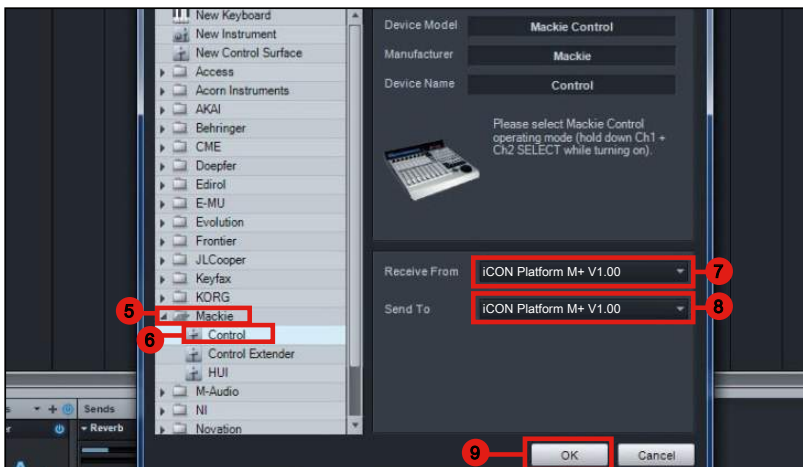 New Keyboard
New Instrument
New Control Surface
Access
Acorn Instruments
AKAI
Behringer
CME
Doepfer
Edirol
E-MU
Evolution
Frontier
JLCooper
Keyfax
KORG
5
Mackie
6
Control
Control Extender
HUI
M-Audio
NI
Novation
Device Model
Mackie Control
Manufacturer
Mackie
Device Name
Control
Please select Mackie Control
operating mode (hold down Ch1 +
Ch2 SELECT while turning on).
Receive From
iCON Platform M+ V1.00
7
Send To
iCON Platform M+ V1.00
8
9
OK
Cancel
Sends
Reverb